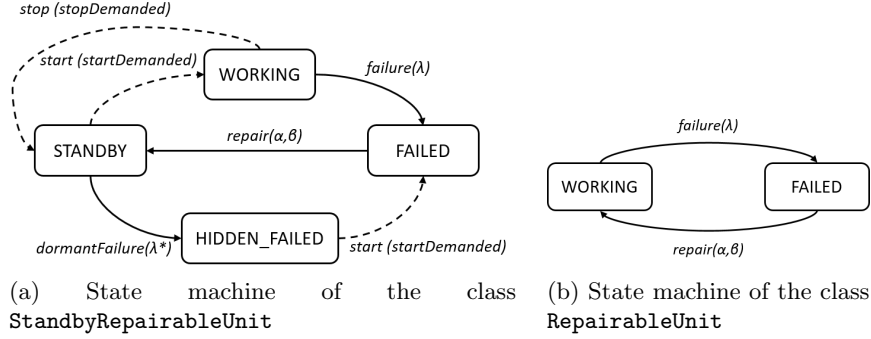 stop (stopDemanded)
start (startDemanded)
WORKING
failure(λ)
repair(α,β)
STANDBY
FAILED
dormantFailure(λ*)
HIDDEN_FAILED
start (startDemanded)
failure(λ)
WORKING
FAILED
repair(α,β)
(a) State machine of the class
StandbyRepairableUnit
(b) State machine of the class
RepairableUnit